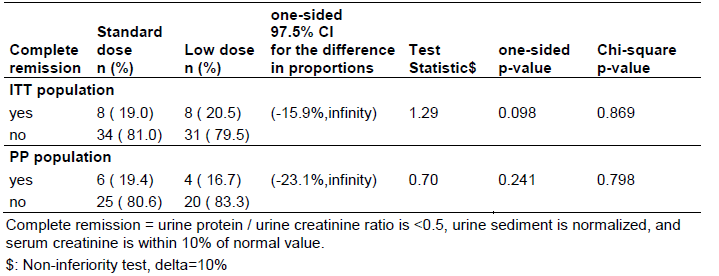 one-sided
Standard 97.5% CI
Complete dose Low dose for the difference Test one-sided Chi-square
remission n (%) n (%) in proportions Statistic$ p-value p-value
ITT population
yes 8 ( 19.0) 8 ( 20.5) (-15.9%,infinity) 1.29 0.098 0.869
no 34 ( 81.0) 31 ( 79.5)
PP population
yes 6 ( 19.4) 4 ( 16.7) (-23.1%,infinity) 0.70 0.241 0.798
no 25 ( 80.6) 20 ( 83.3)
Complete remission = urine protein / urine creatinine ratio is <0.5, urine sediment is normalized, and
serum creatinine is within 10% of normal value.
$: Non-inferiority test, delta=10%